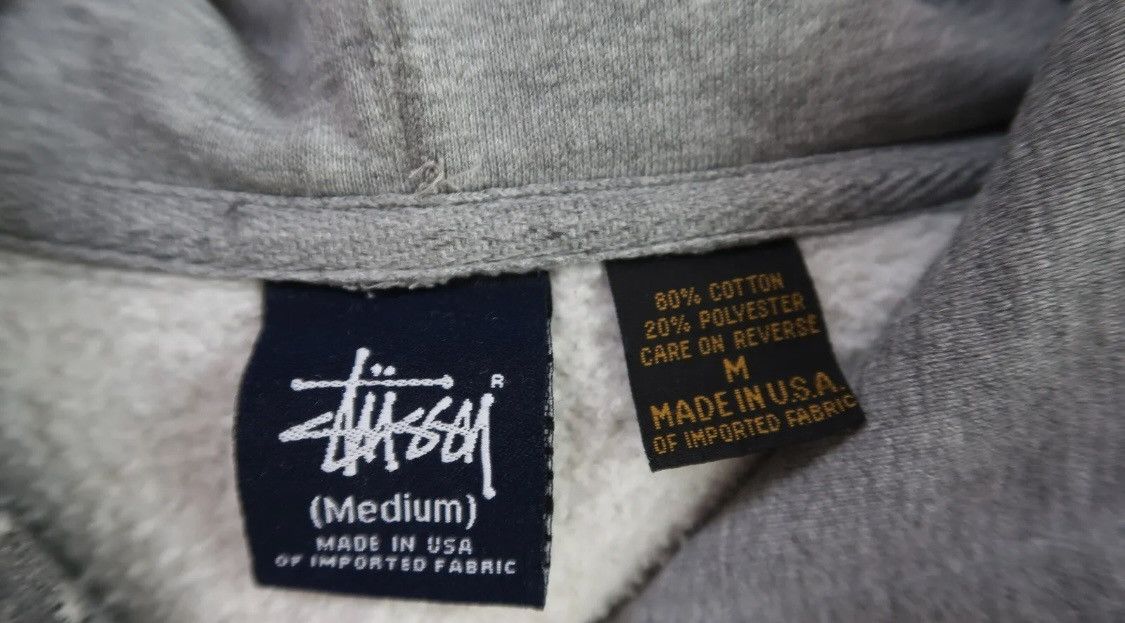 Stüssy
R
(Medium)
MADE IN USA
OF IMPORTED FABRIC
80% COTTON
20% POLYESTER
CARE ON REVERSE
M
MADE IN U.S.A.
OF IMPORTED FABRIC